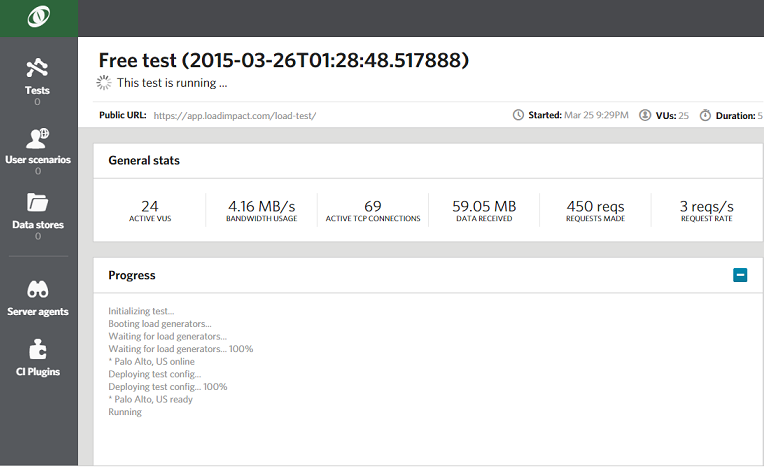 Free test (2015-03-26T01:28:48.517888)
This test is running ...
Public URL: https://app.loadimpact.com/load-test/
Started: Mar 25 9:29PM VUs: 25 Duration: 5
Tests
0
User scenarios
0
Data stores
0
Server agents
CI Plugins
General stats
24 4.16 MB/s 69 59.05 MB 450 reqs 3 reqs/s
ACTIVE VUS BANDWIDTH USAGE ACTIVE TCP CONNECTIONS DATA RECEIVED REQUESTS MADE REQUEST RATE
Progress
Initializing test...
Booting load generators...
Waiting for load generators...
Waiting for load generators... 100%
* Palo Alto, US online
Deploying test config...
Deploying test config... 100%
* Palo Alto, US ready
Running